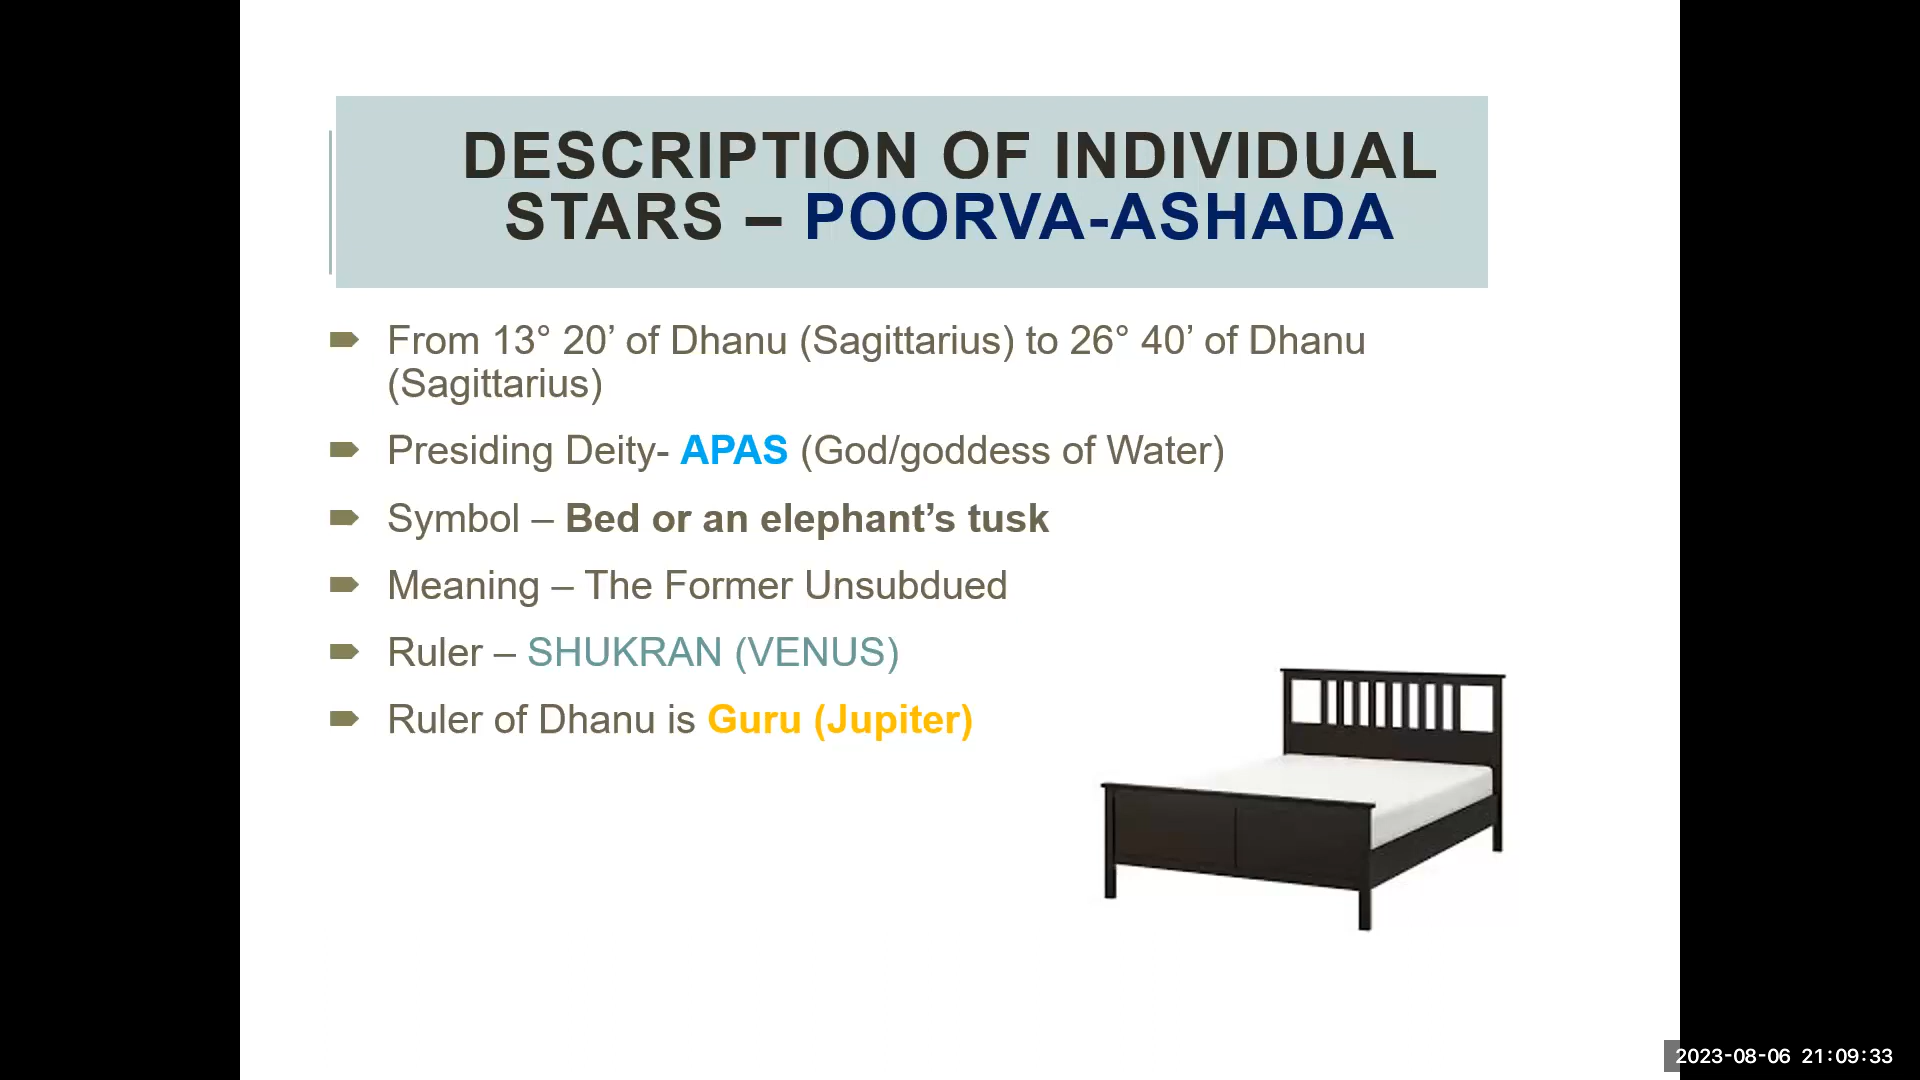 DESCRIPTION OF INDIVIDUAL
STARS – POORVA-ASHADA
From 13° 20’ of Dhanu (Sagittarius) to 26° 40’ of Dhanu
(Sagittarius)
Presiding Deity- APAS (God/goddess of Water)
Symbol – Bed or an elephant’s tusk
Meaning – The Former Unsubdued
Ruler – SHUKRAN (VENUS)
Ruler of Dhanu is Guru (Jupiter)
2023-08-06 21:09:33